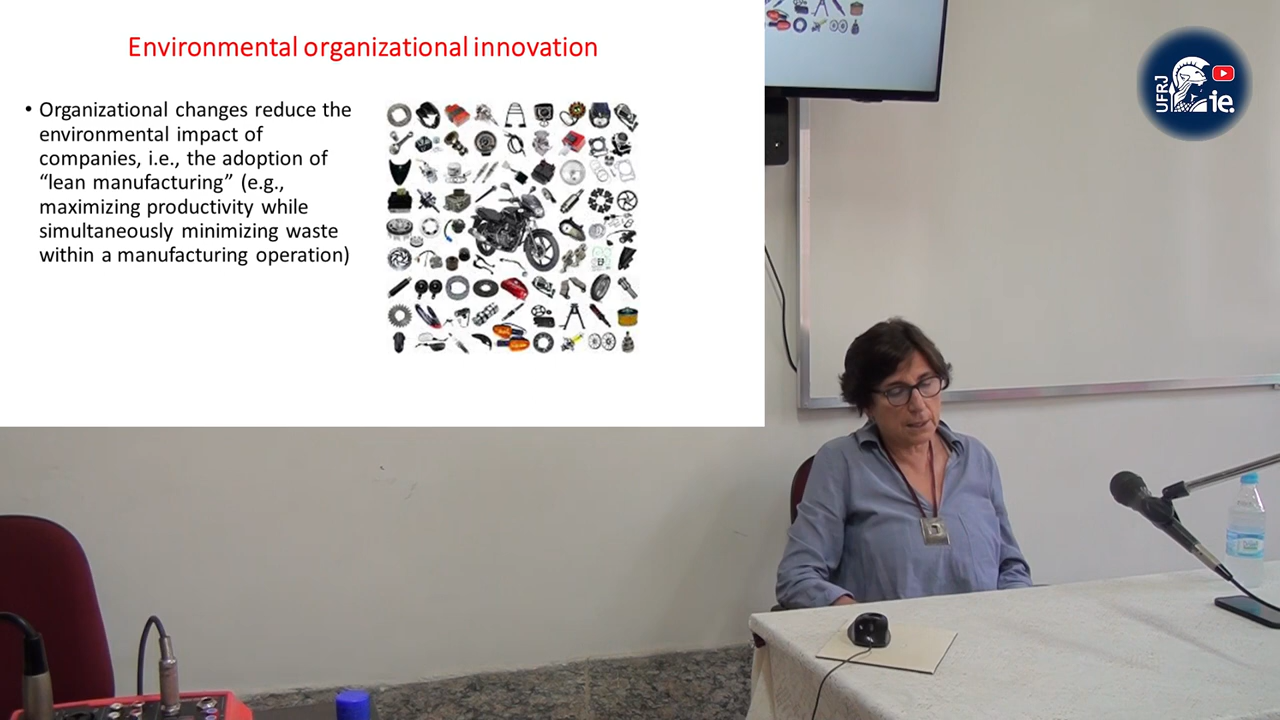 Environmental organizational innovation
• Organizational changes reduce the
environmental impact of
companies, i.e., the adoption of
“lean manufacturing” (e.g.,
maximizing productivity while
simultaneously minimizing waste
within a manufacturing operation)
UFRJ
ie.